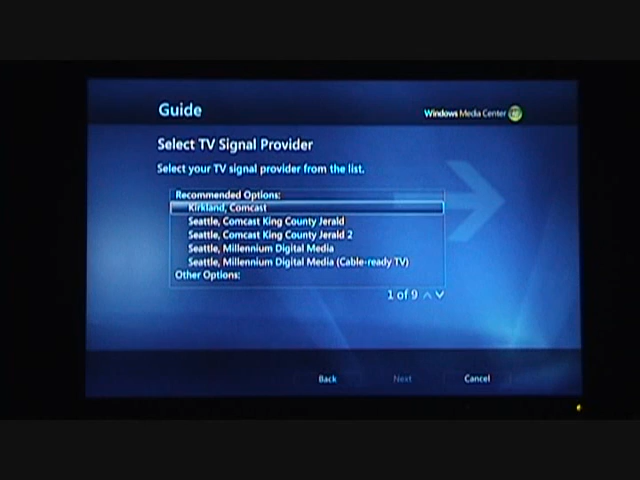 Guide
Windows Media Center
Select TV Signal Provider
Select your TV signal provider from the list.
Recommended Options:
Kirkland, Comcast
Seattle, Comcast King County Jerald
Seattle, Comcast King County Jerald 2
Seattle, Millennium Digital Media
Seattle, Millennium Digital Media (Cable-ready TV)
Other Options:
1 of 9
Back Next Cancel